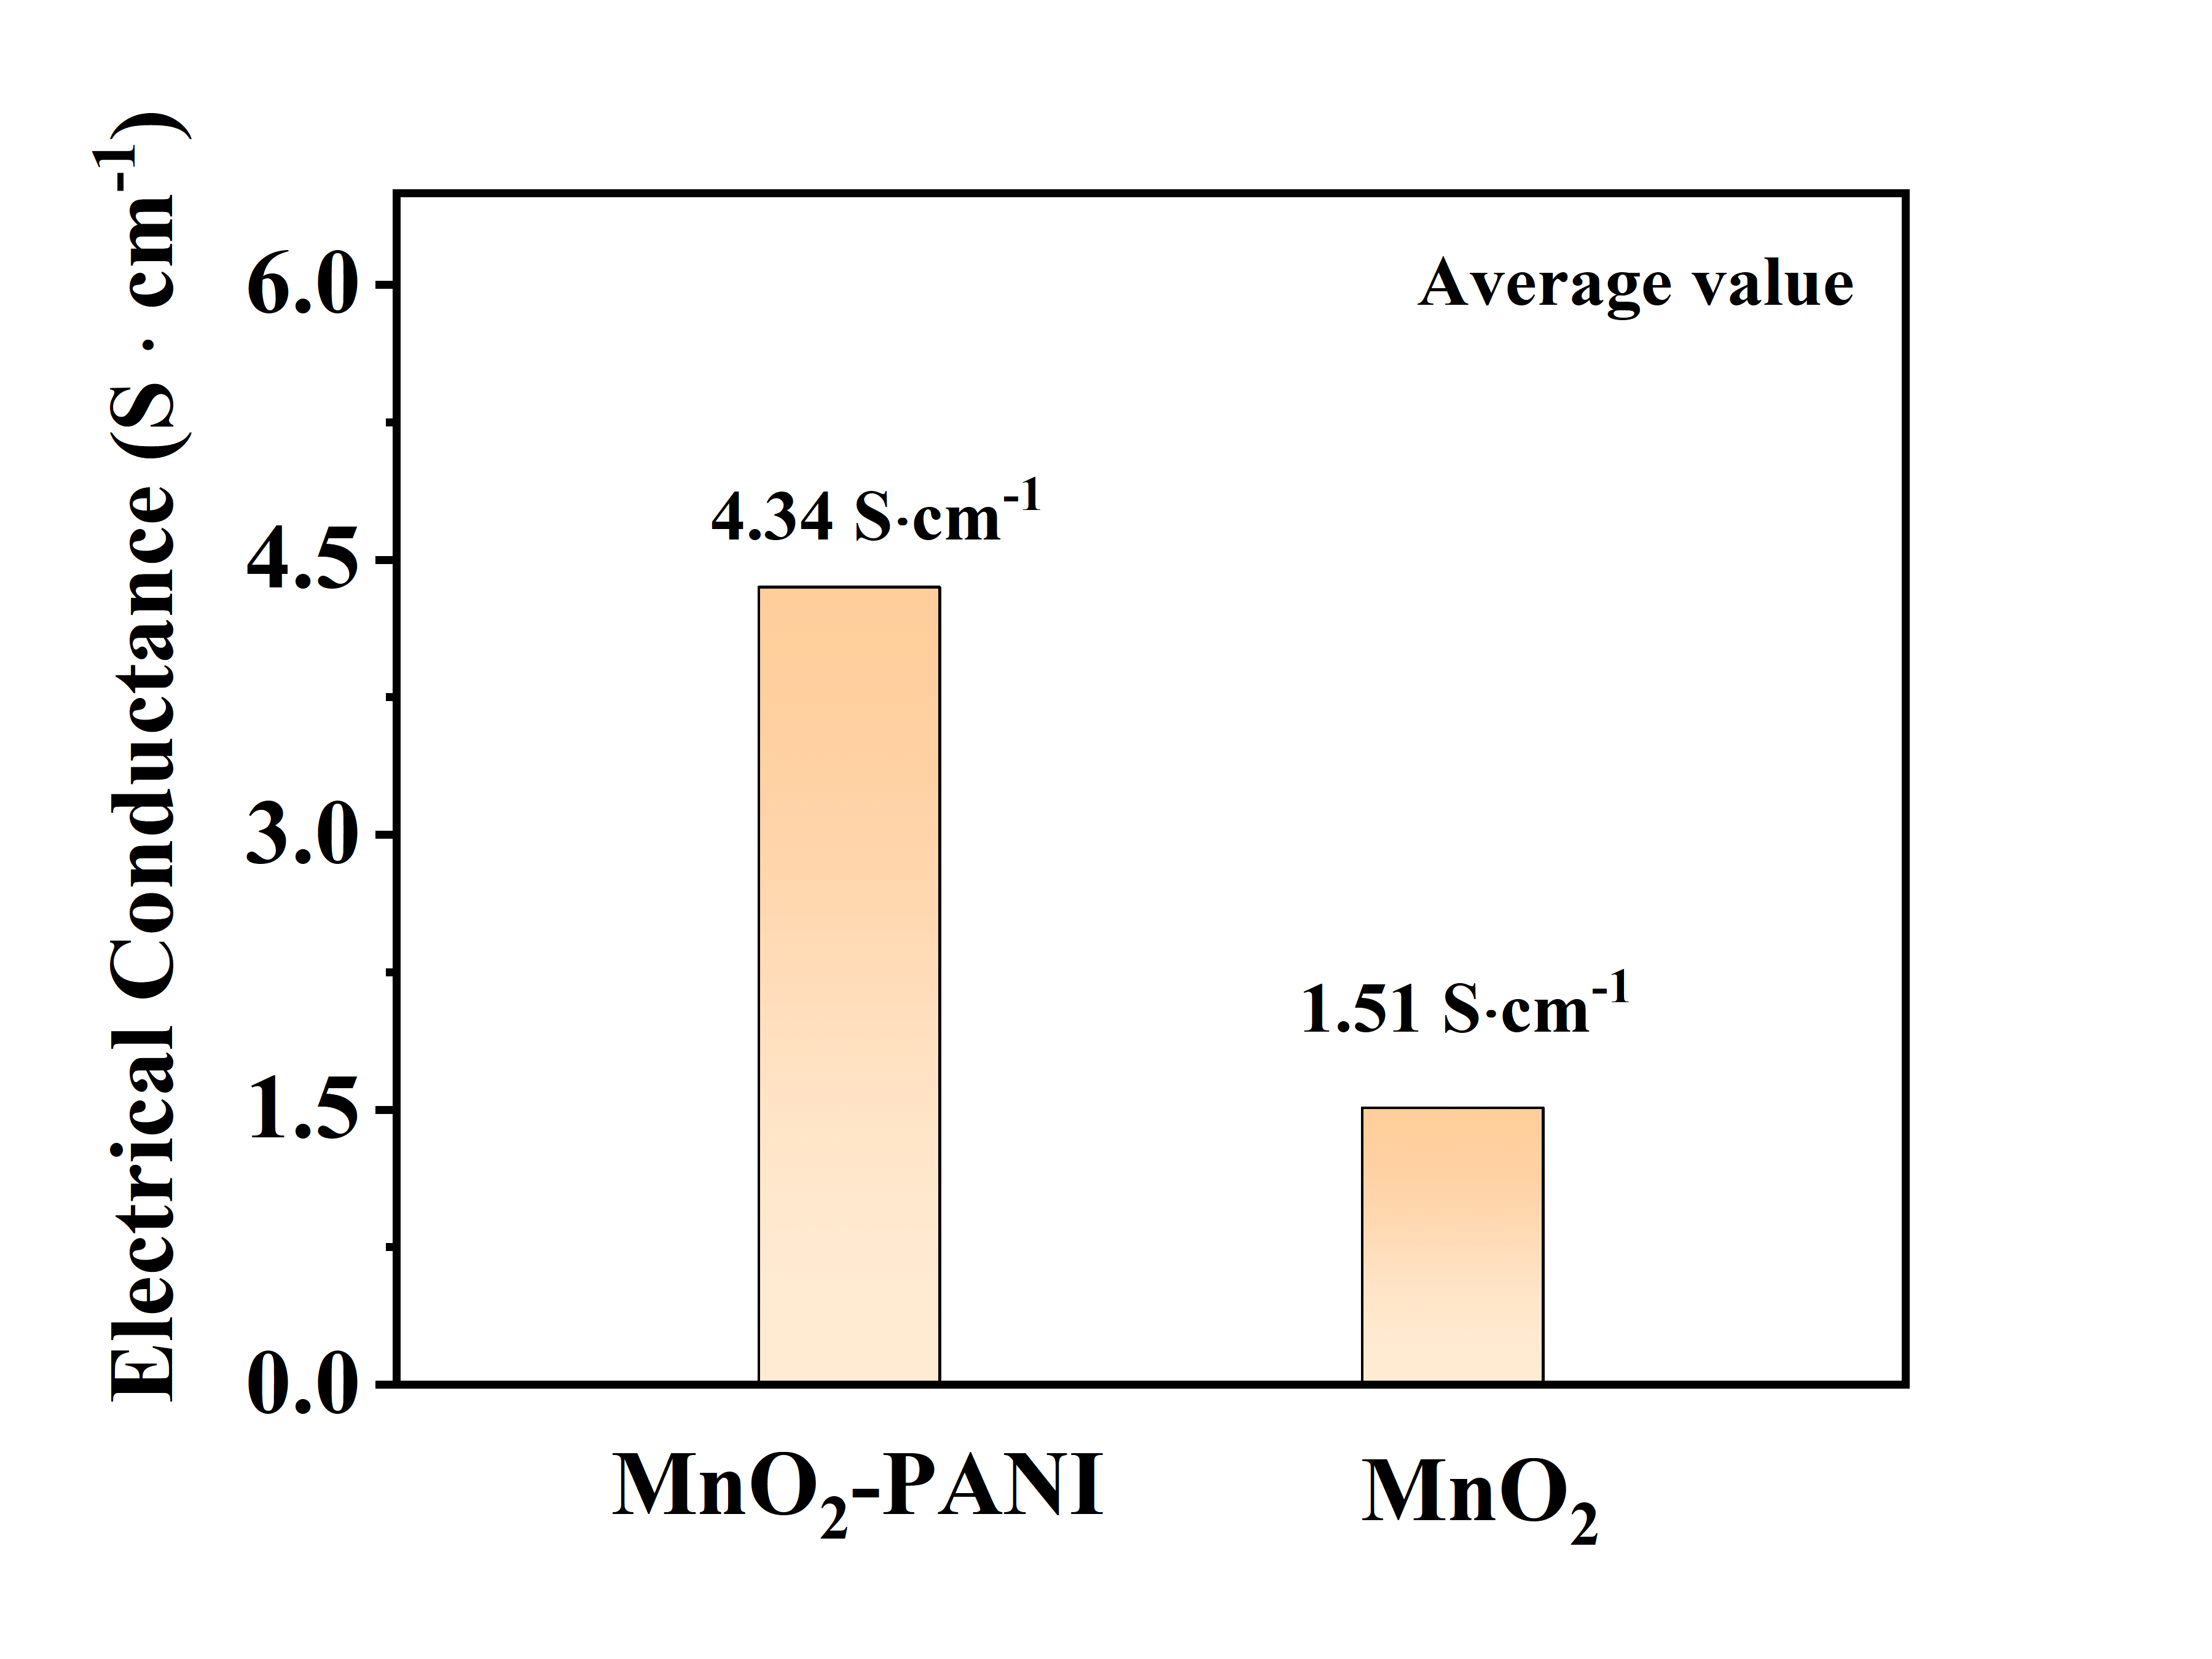 Electrical Conductance (S · cm⁻¹)
6.0
4.5
3.0
1.5
0.0
Average value
4.34 S·cm⁻¹
1.51 S·cm⁻¹
MnO₂-PANI
MnO₂